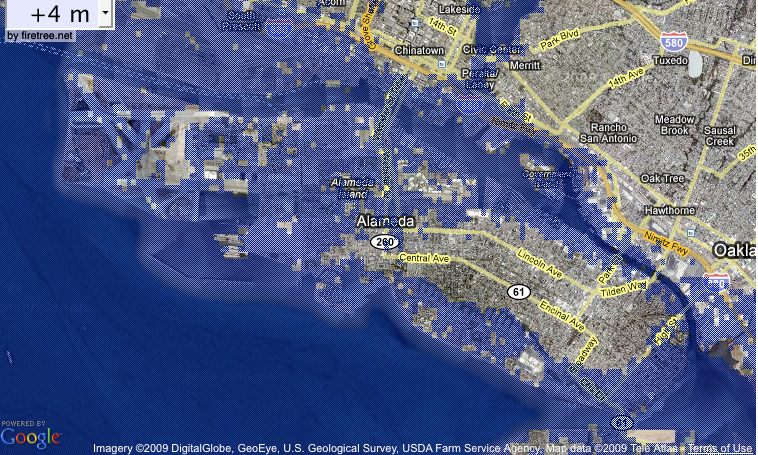 +4 m
by firetree.net
South
Prescott
Acorn
Lakeside
14th St
Chinatown
Civic Center
Park Blvd
580
Merritt
Tuxedo
Peralta/
Laney
14th Ave
Nimitz Fwy
Rancho
San Antonio
Meadow
Brook
Sausal
Creek
35th
Government
Island
Oak Tree
Alameda
Island
Alameda
260
Hawthorne
Nimitz Fwy
Oakla
Central Ave
Lincoln Ave
61
Tilden Way
Encinal Ave
High St
Broadway
61
POWERED BY
Google
Imagery ©2009 DigitalGlobe, GeoEye, U.S. Geological Survey, USDA Farm Service Agency, Map data ©2009 Tele Atlas - Terms of Use